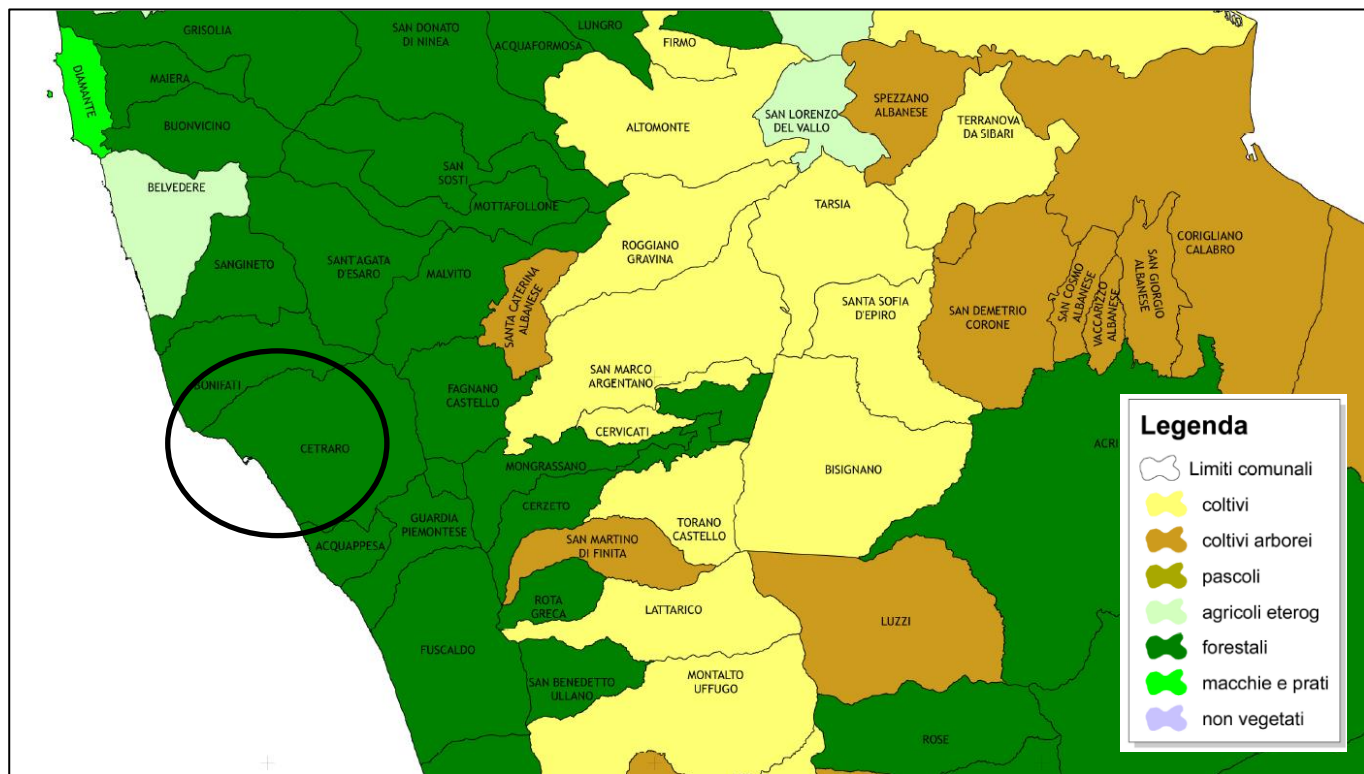 GRISOLIA
SAN DONATO
DI NINEA
LUNGRO
ACQUAFORMOSA
FIRMO
DIAMANTE
MAIERA
BUONVICINO
ALTOMONTE
SAN LORENZO
DEL VALLO
SPEZZANO
ALBANESE
TERRANOVA
DA SIBARI
BELVEDERE
SAN
SOSTI
MOTTAFOLLONE
TARSIA
ROGGIANO
GRAVINA
SANGINETO
SANT'AGATA
D'ESARO
MALVITO
SANTA CATERINA
ALBANESE
SANTA SOFIA
D'EPIRO
SAN DEMETRIO
CORONE
SAN COSMO
ALBANESE
VACCARIZZO
ALBANESE
SAN GIORGIO
ALBANESE
CORIGLIANO
CALABRO
BONIFATI
FAGNANO
CASTELLO
SAN MARCO
ARGENTANO
CERVICATI
CETRARO
MONGRASSANO
BISIGNANO
ACRI
CERZETO
GUARDIA
PIEMONTESE
TORANO
CASTELLO
ACQUAPPESA
SAN MARTINO
DI FINITA
ROTA
GRECA
LATTARICO
LUZZI
FUSCALDO
SAN BENEDETTO
ULLANO
MONTALTO
UFFUGO
ROSE
Legenda
Limiti comunali
coltivi
coltivi arborei
pascoli
agricoli eterog
forestali
macchie e prati
non vegetati